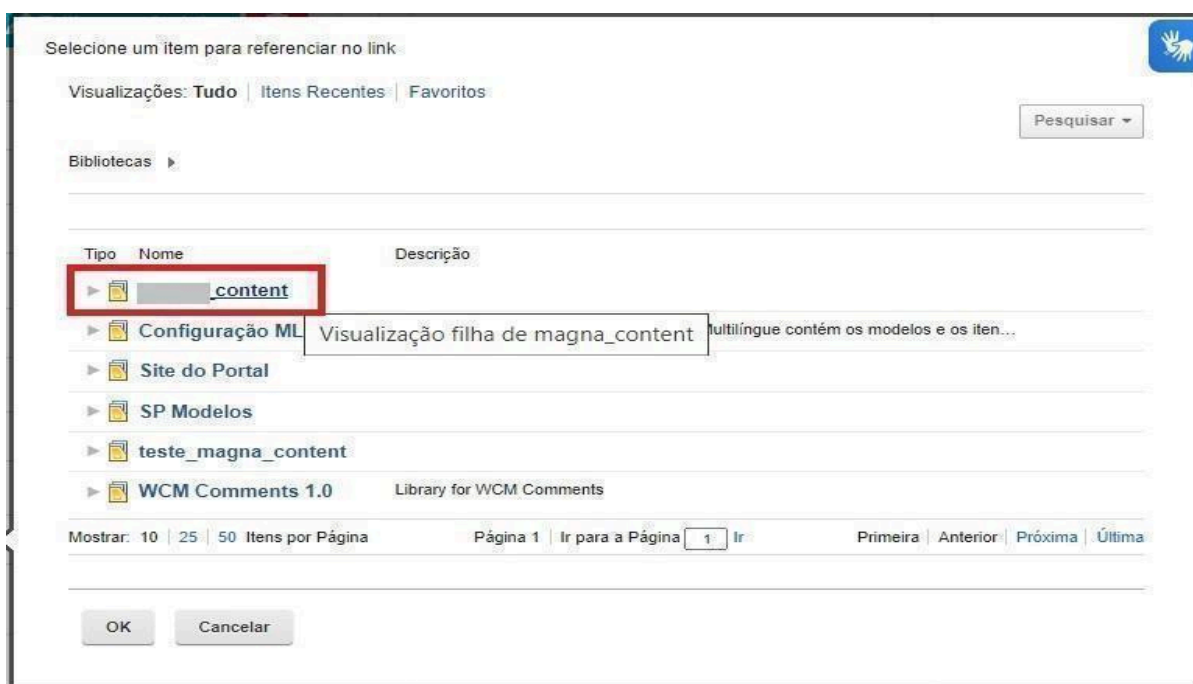 Selecione um item para referenciar no link
Visualizações: Tudo | Itens Recentes | Favoritos
Pesquisar
Bibliotecas
Tipo Nome Descrição
_content
Visualização filha de magna_content
Configuração ML ultilíngue contém os modelos e os iten...
Site do Portal
SP Modelos
teste_magna_content
WCM Comments 1.0 Library for WCM Comments
Mostrar: 10 | 25 | 50 Itens por Página Página 1 | Ir para a Página 1 Ir Primeira | Anterior | Próxima | Última
OK Cancelar